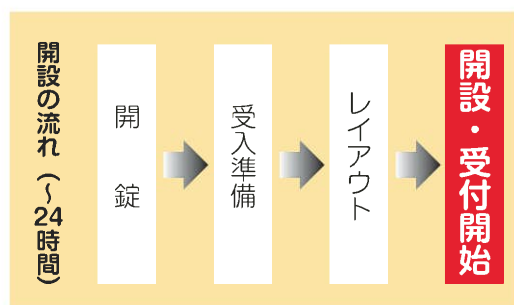 開設の流れ（～24時間）
開錠
受入準備
レイアウト
開設・受付開始